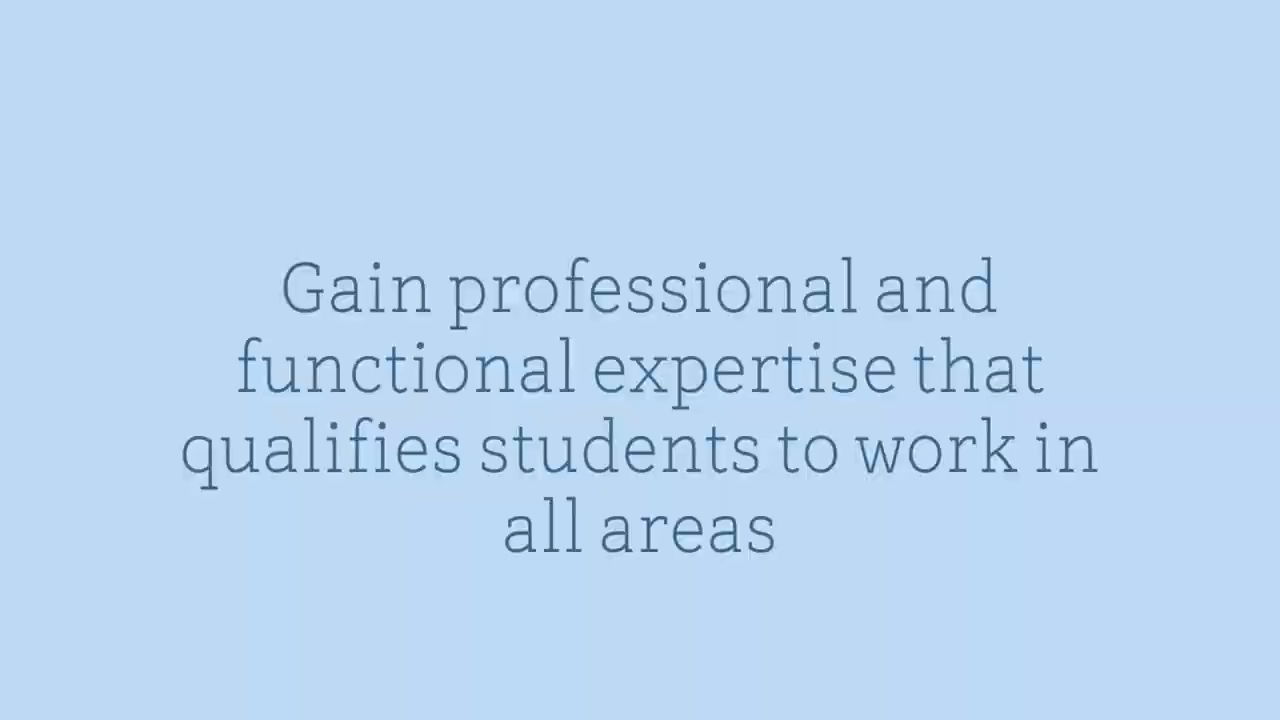 Gain professional and
functional expertise that
qualifies students to work in
all areas